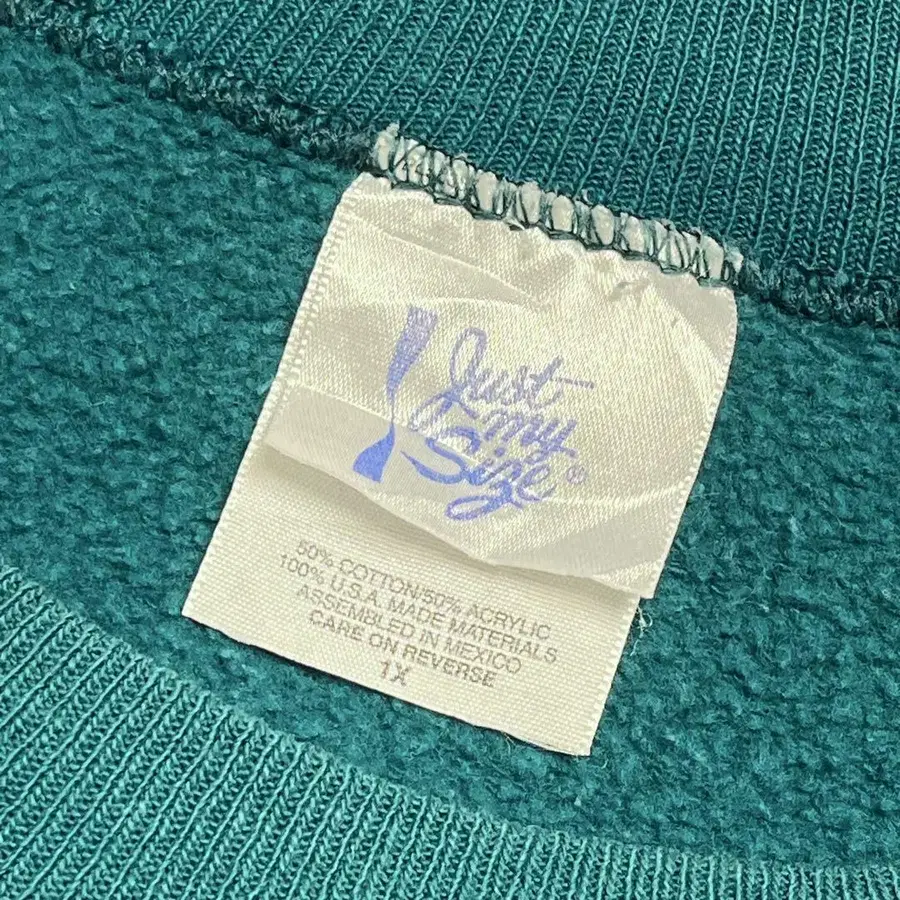 Just
my
Size®
50% COTTON/50% ACRYLIC
100% U.S.A. MADE MATERIALS
ASSEMBLED IN MEXICO
CARE ON REVERSE
1X